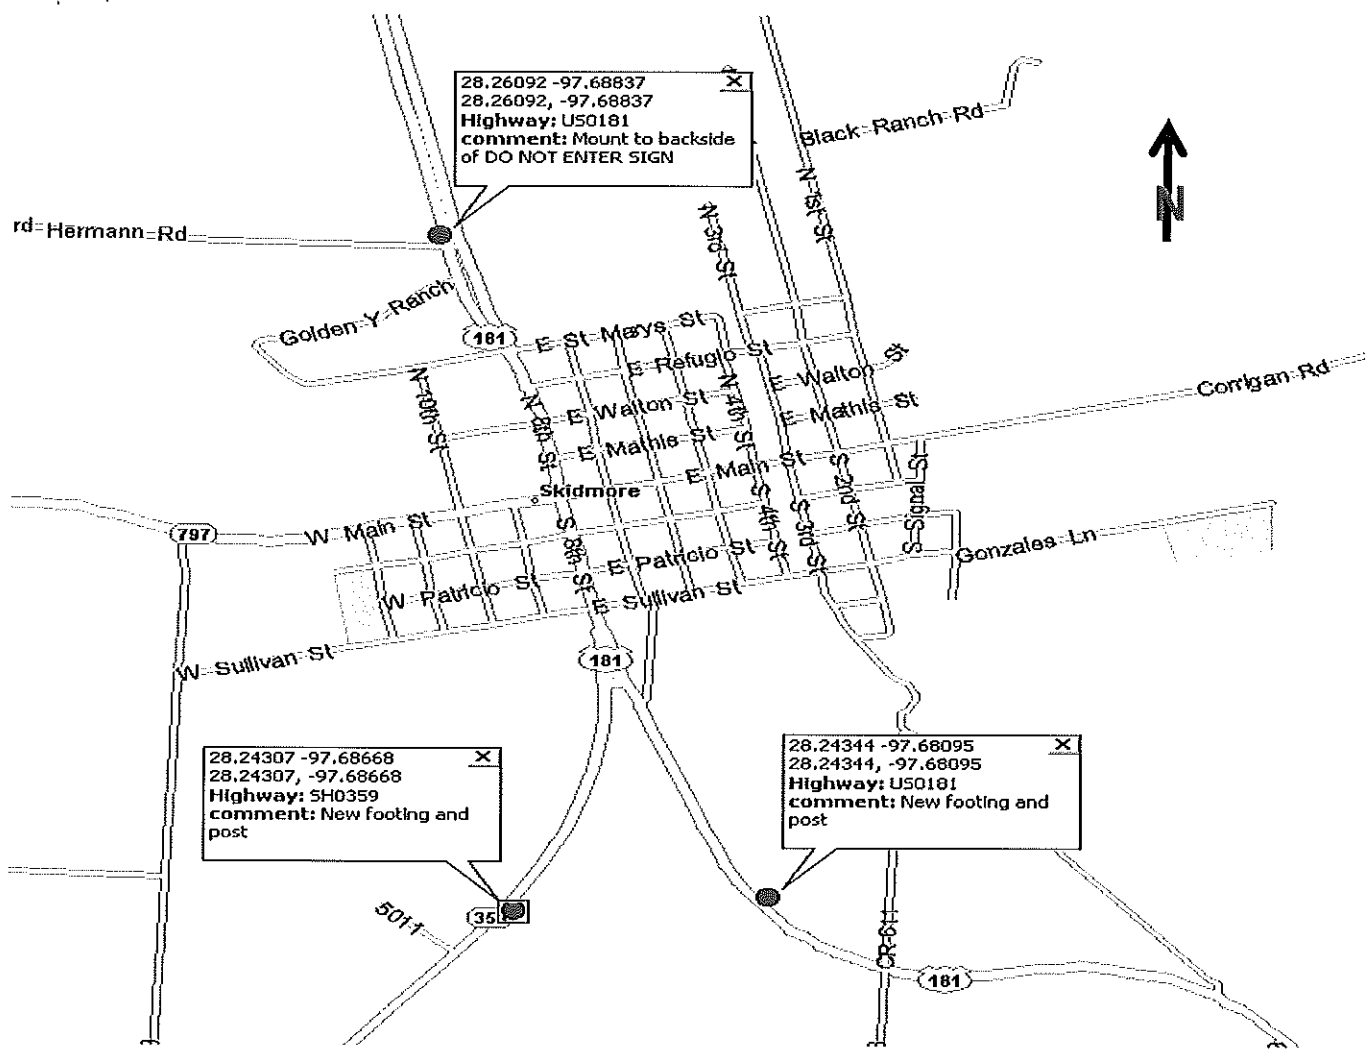 28.26092 -97.68837
28.26092, -97.68837
Highway: US0181
comment: Mount to backside
of DO NOT ENTER SIGN
Black Ranch Rd
N
rd Hermann Rd
N 1st St
N 3rd St
Golden Y Ranch
181
E St Marys St
E Refugio St
E Walton St
N 10th St
N 8th St
E Walton St
N 4th St
E Mathis St
Corrigan Rd
E Mathis St
E Main St
S 2nd St
S Signal St
Skidmore
797
W Main St
S 8th St
S 4th St
S 3rd St
E Patricio St
Gonzales Ln
W Patricio St
E Sullivan St
W Sullivan St
181
28.24307 -97.68668
28.24307, -97.68668
Highway: SH0359
comment: New footing and
post
28.24344 -97.68095
28.24344, -97.68095
Highway: US0181
comment: New footing and
post
5011
35
CR-611
181